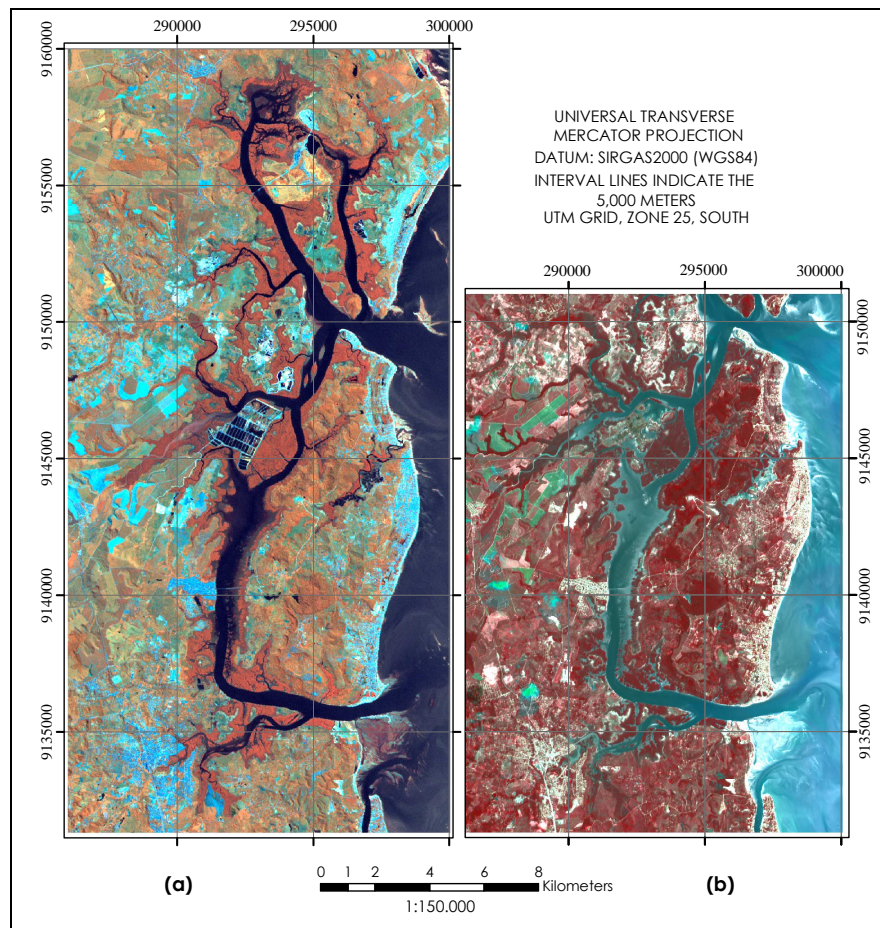 290000 295000 300000
9160000
9155000
9150000
9145000
9140000
9135000
UNIVERSAL TRANSVERSE
MERCATOR PROJECTION
DATUM: SIRGAS2000 (WGS84)
INTERVAL LINES INDICATE THE
5,000 METERS
UTM GRID, ZONE 25, SOUTH
290000 295000 300000
9150000
9145000
9140000
9135000
(a)
(b)
0 1 2 4 6 8
Kilometers
1:150.000